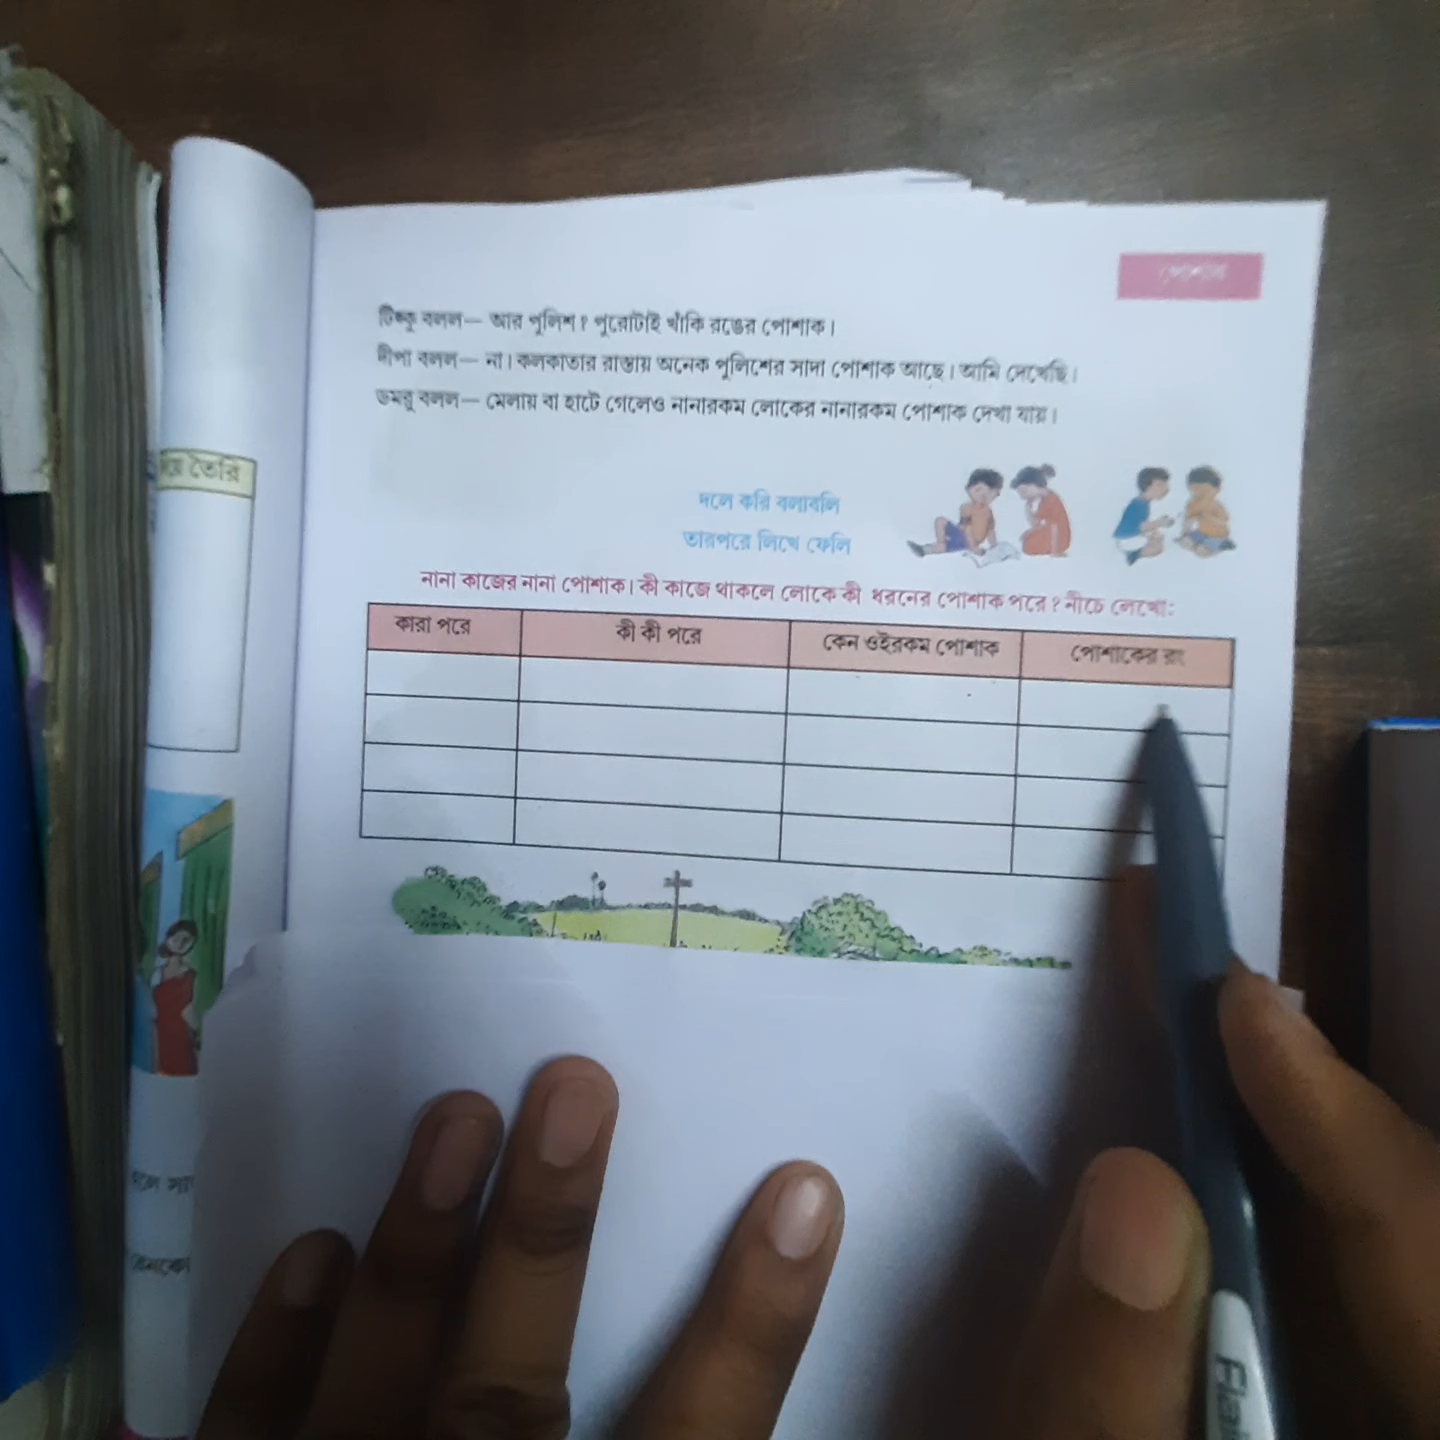 পোশাক
টিঙ্কু বলল— আর পুলিশ? পুরোটাই খাঁকি রঙের পোশাক।
দীপা বলল— না। কলকাতার রাস্তায় অনেক পুলিশের সাদা পোশাক আছে। আমি দেখেছি।
ডমরু বলল— মেলায় বা হাটে গেলেও নানারকম লোকের নানারকম পোশাক দেখা যায়।
তৈরি
দলে করি বলাবলি
তারপরে লিখে ফেলি
নানা কাজের নানা পোশাক। কী কাজে থাকলে লোকে কী ধরনের পোশাক পরে? নীচে লেখো:
কারা পরে কী কী পরে কেন ওইরকম পোশাক পোশাকের রং